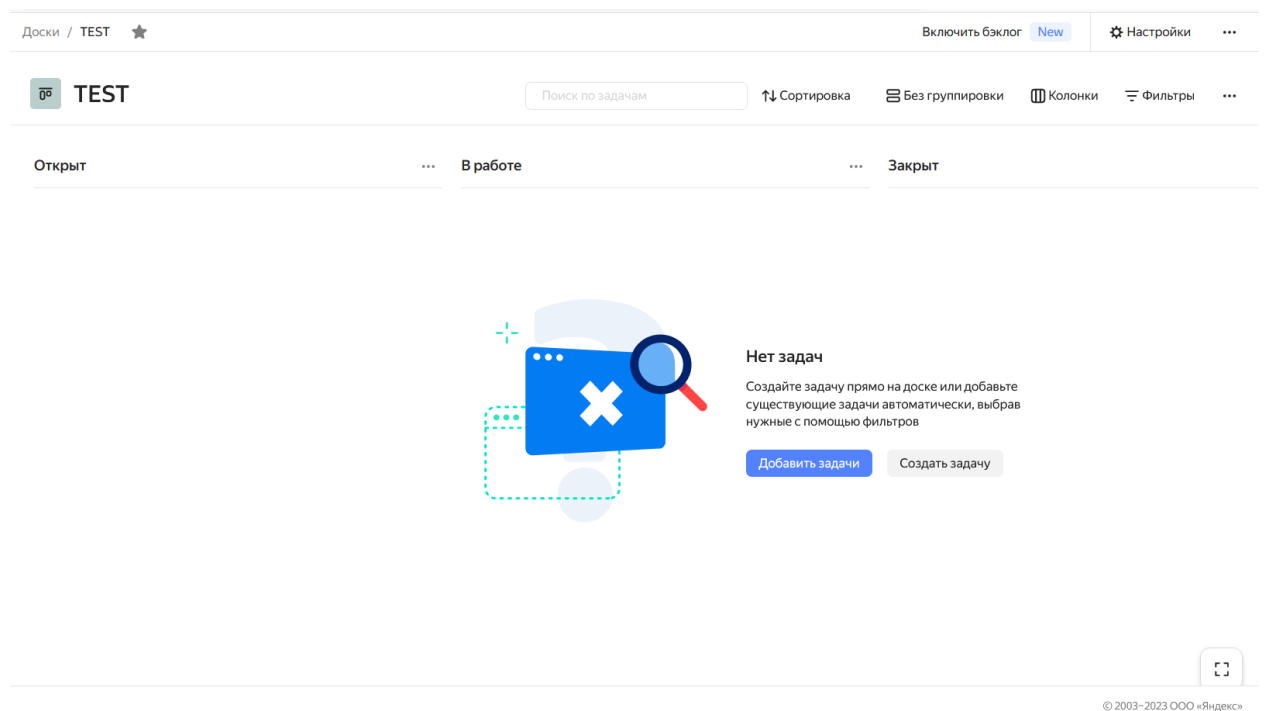 Доски / TEST
Включить бэклог New
Настройки
TEST
Поиск по задачам
Сортировка
Без группировки
Колонки
Фильтры
Открыт
В работе
Закрыт
Нет задач
Создайте задачу прямо на доске или добавьте
существующие задачи автоматически, выбрав
нужные с помощью фильтров
Добавить задачи
Создать задачу
© 2003–2023 ООО «Яндекс»